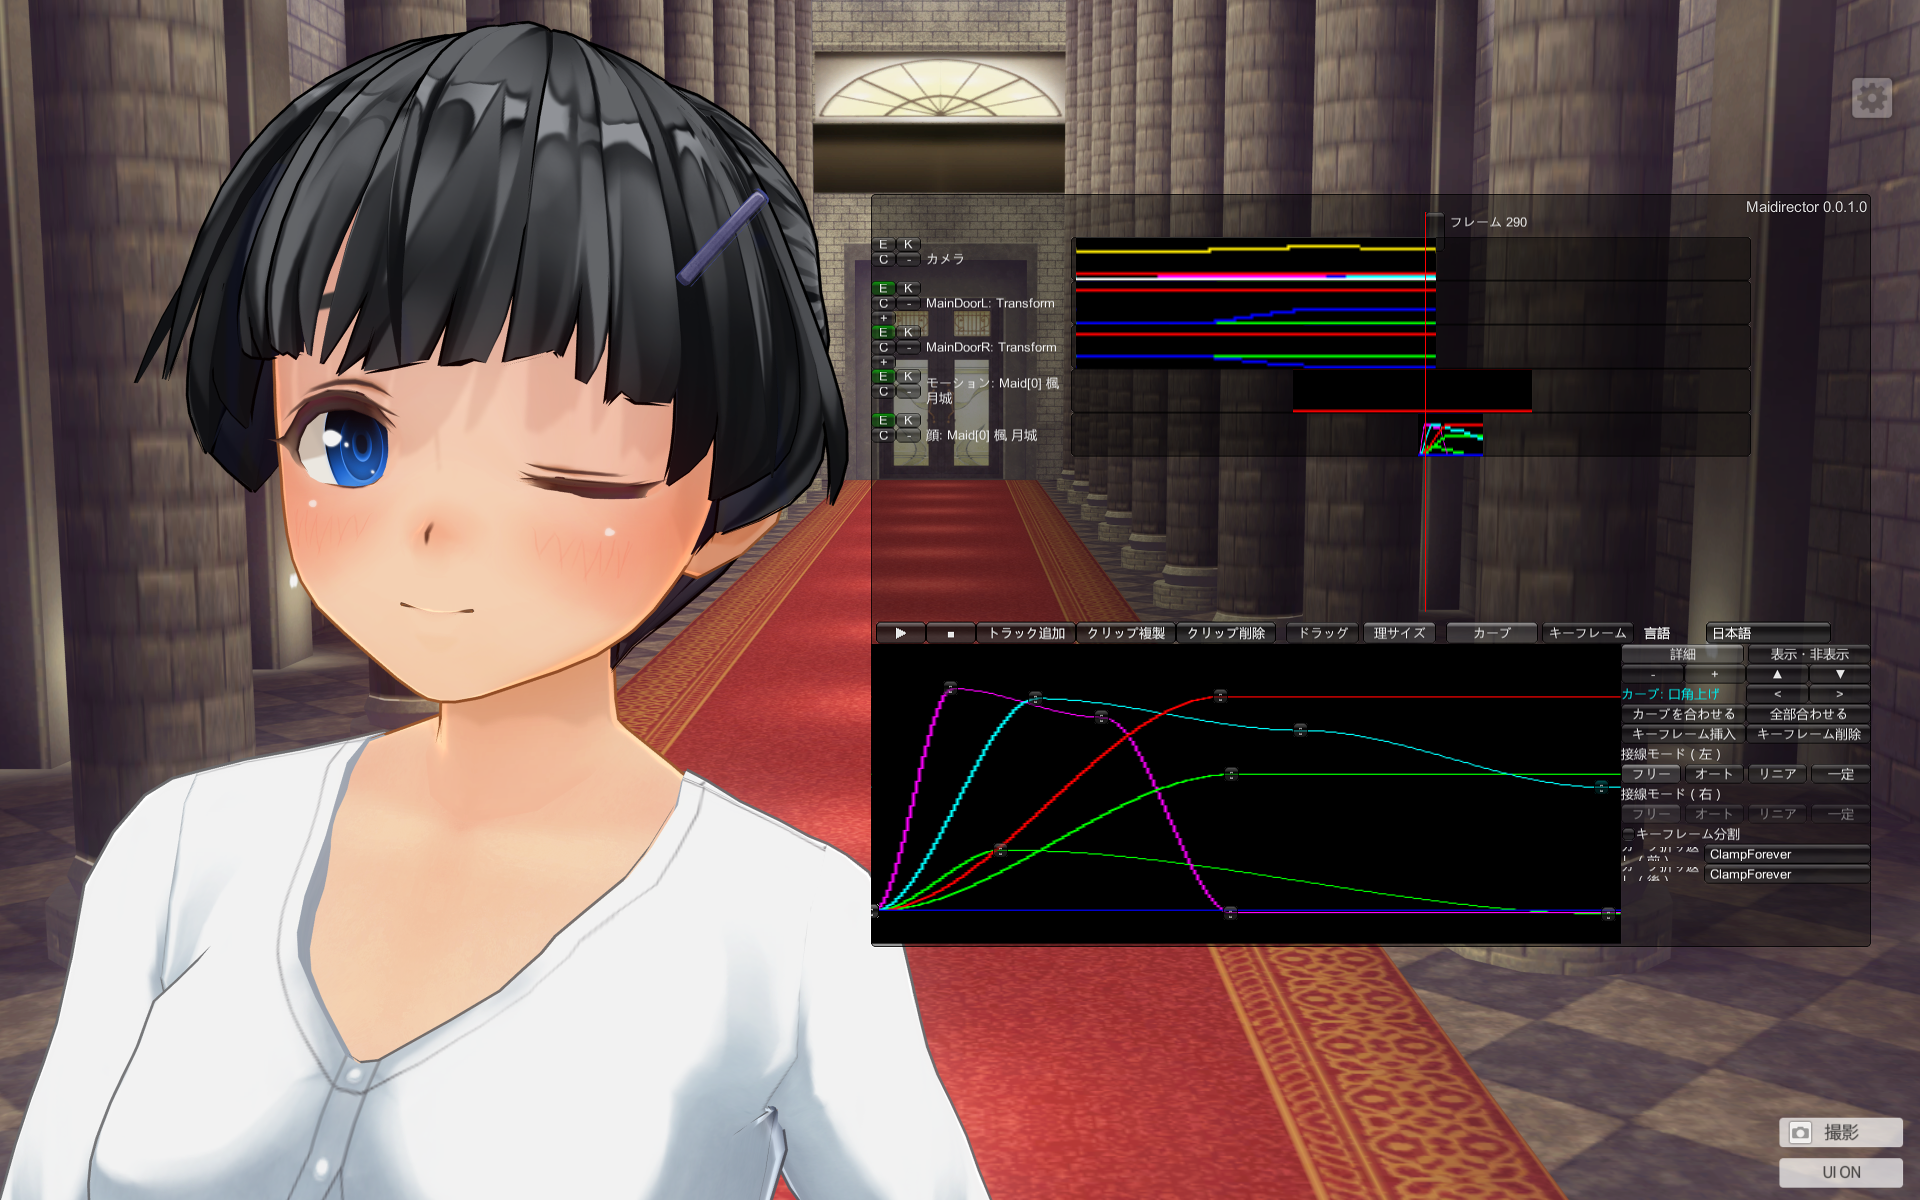 Maidirector 0.0.1.0
フレーム 290
E K
C - カメラ
E K
C - MainDoorL: Transform
+
E K
C - MainDoorR: Transform
+
E K
C - モーション: Maid[0] 楓 月城
E K
C - 顔: Maid[0] 楓 月城
▶ ■ トラック追加 クリップ複製 クリップ削除 ドラッグ 理サイズ カーブ キーフレーム 言語 日本語
詳細 表示・非表示
- + ▲ ▼
カーブ: 口角上げ < >
カーブを合わせる 全部合わせる
キーフレーム挿入 キーフレーム削除
接線モード ( 左 )
フリー オート リニア 一定
接線モード ( 右 )
フリー オート リニア 一定
キーフレーム分割
ClampForever
ClampForever
撮影
UI ON